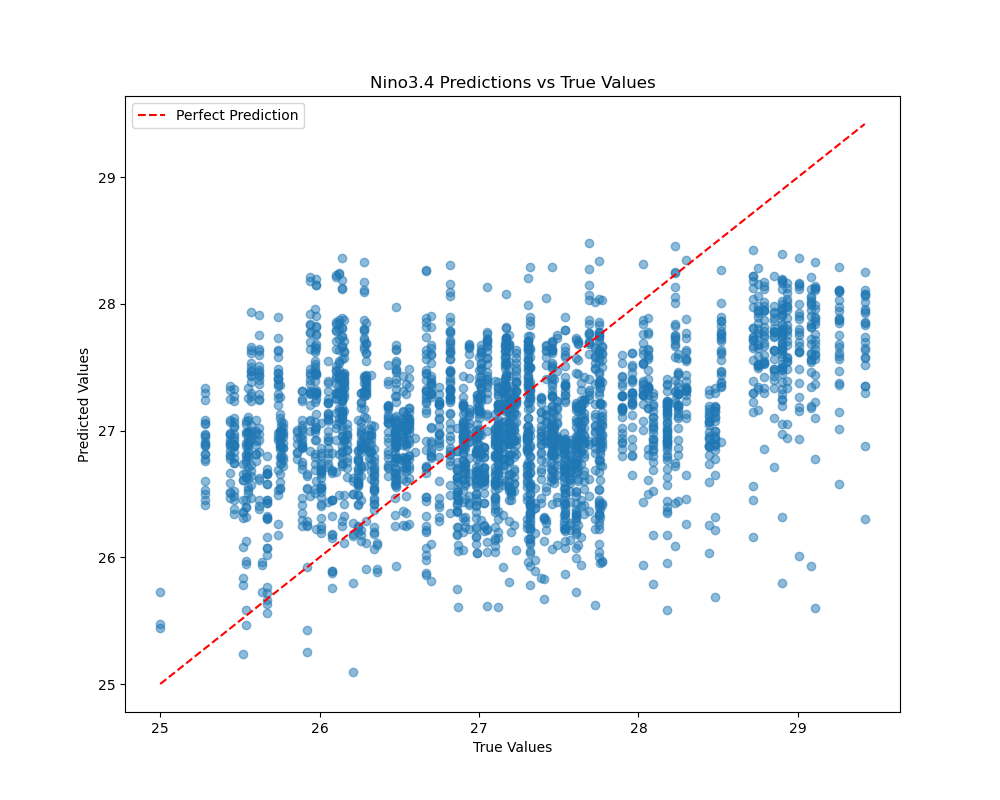 Nino3.4 Predictions vs True Values
Perfect Prediction
29
28
27
26
25
Predicted Values
25 26 27 28 29
True Values